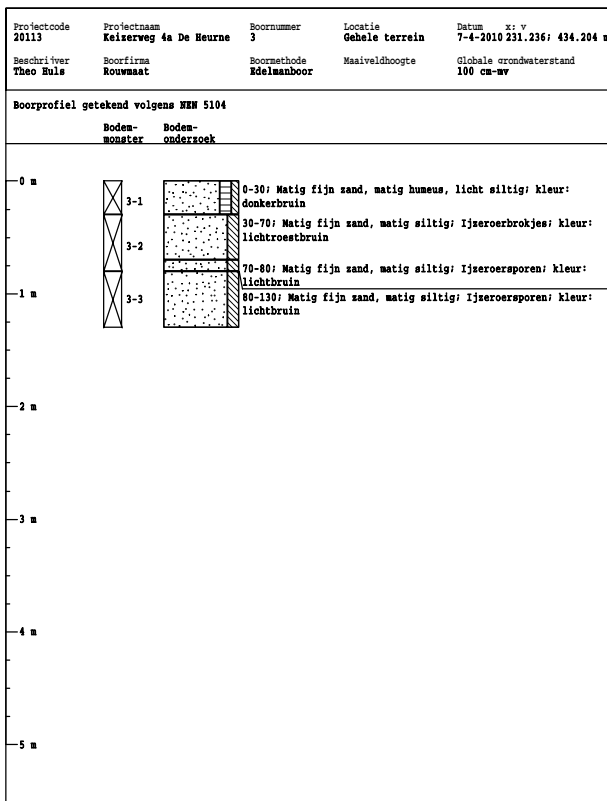 Projectcode Projectnaam Boornummer Locatie Datum x; y
20113 Keizerweg 4a De Heurne 3 Gehele terrein 7-4-2010 231.236; 434.204 m
Beschrijver Boorfirma Boormethode Maaiveldhoogte Globale grondwaterstand
Theo Huls Rouwmaat Edelmanboor 100 cm-mv
Boorprofiel getekend volgens NEN 5104
Bodem- Bodem-
monster onderzoek
0 m
3-1
0-30; Matig fijn zand, matig humeus, licht siltig; kleur:
donkerbruin
3-2
30-70; Matig fijn zand, matig siltig; Ijzeroerbrokjes; kleur:
lichtroestbruin
70-80; Matig fijn zand, matig siltig; Ijzeroersporen; kleur:
lichtbruin
1 m
3-3
80-130; Matig fijn zand, matig siltig; Ijzeroersporen; kleur:
lichtbruin
2 m
3 m
4 m
5 m